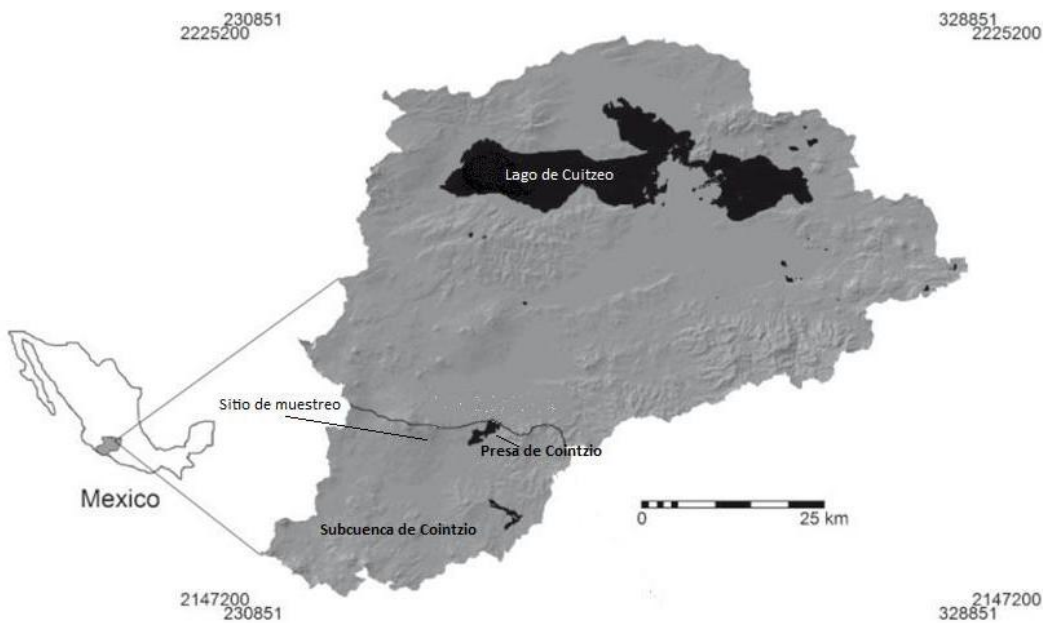 230851
2225200
328851
2225200
Lago de Cuitzeo
Sitio de muestreo
Presa de Cointzio
Mexico
0 25 km
Subcuenca de Cointzio
2147200
230851
2147200
328851